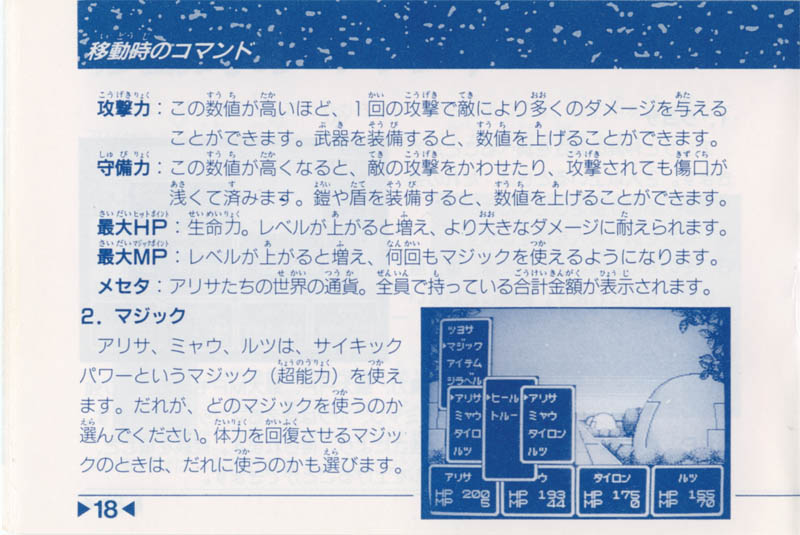 移動時のコマンド
攻撃力：この数値が高いほど、1回の攻撃で敵により多くのダメージを与える
ことができます。武器を装備すると、数値を上げることができます。
守備力：この数値が高くなると、敵の攻撃をかわせたり、攻撃されても傷口が
浅くて済みます。鎧や盾を装備すると、数値を上げることができます。
最大HP：生命力。レベルが上がると増え、より大きなダメージに耐えられます。
最大MP：レベルが上がると増え、何回もマジックを使えるようになります。
メセタ：アリサたちの世界の通貨。全員で持っている合計金額が表示されます。
2．マジック
アリサ、ミャウ、ルツは、サイキック
パワーというマジック（超能力）を使え
ます。だれが、どのマジックを使うのか
選んでください。体力を回復させるマジッ
クのときは、だれに使うのかも選びます。
ツヨサ
マジック
アイテム
シラベル
アリサ
ミャウ
タイロ
ルツ
ヒール
トルー
アリサ
ミャウ
タイロン
ルツ
アリサ ウ タイロン ルツ
HP 200 HP 193 HP 175 HP 155
MP 5 MP 44 MP 0 MP 70
▶18◀